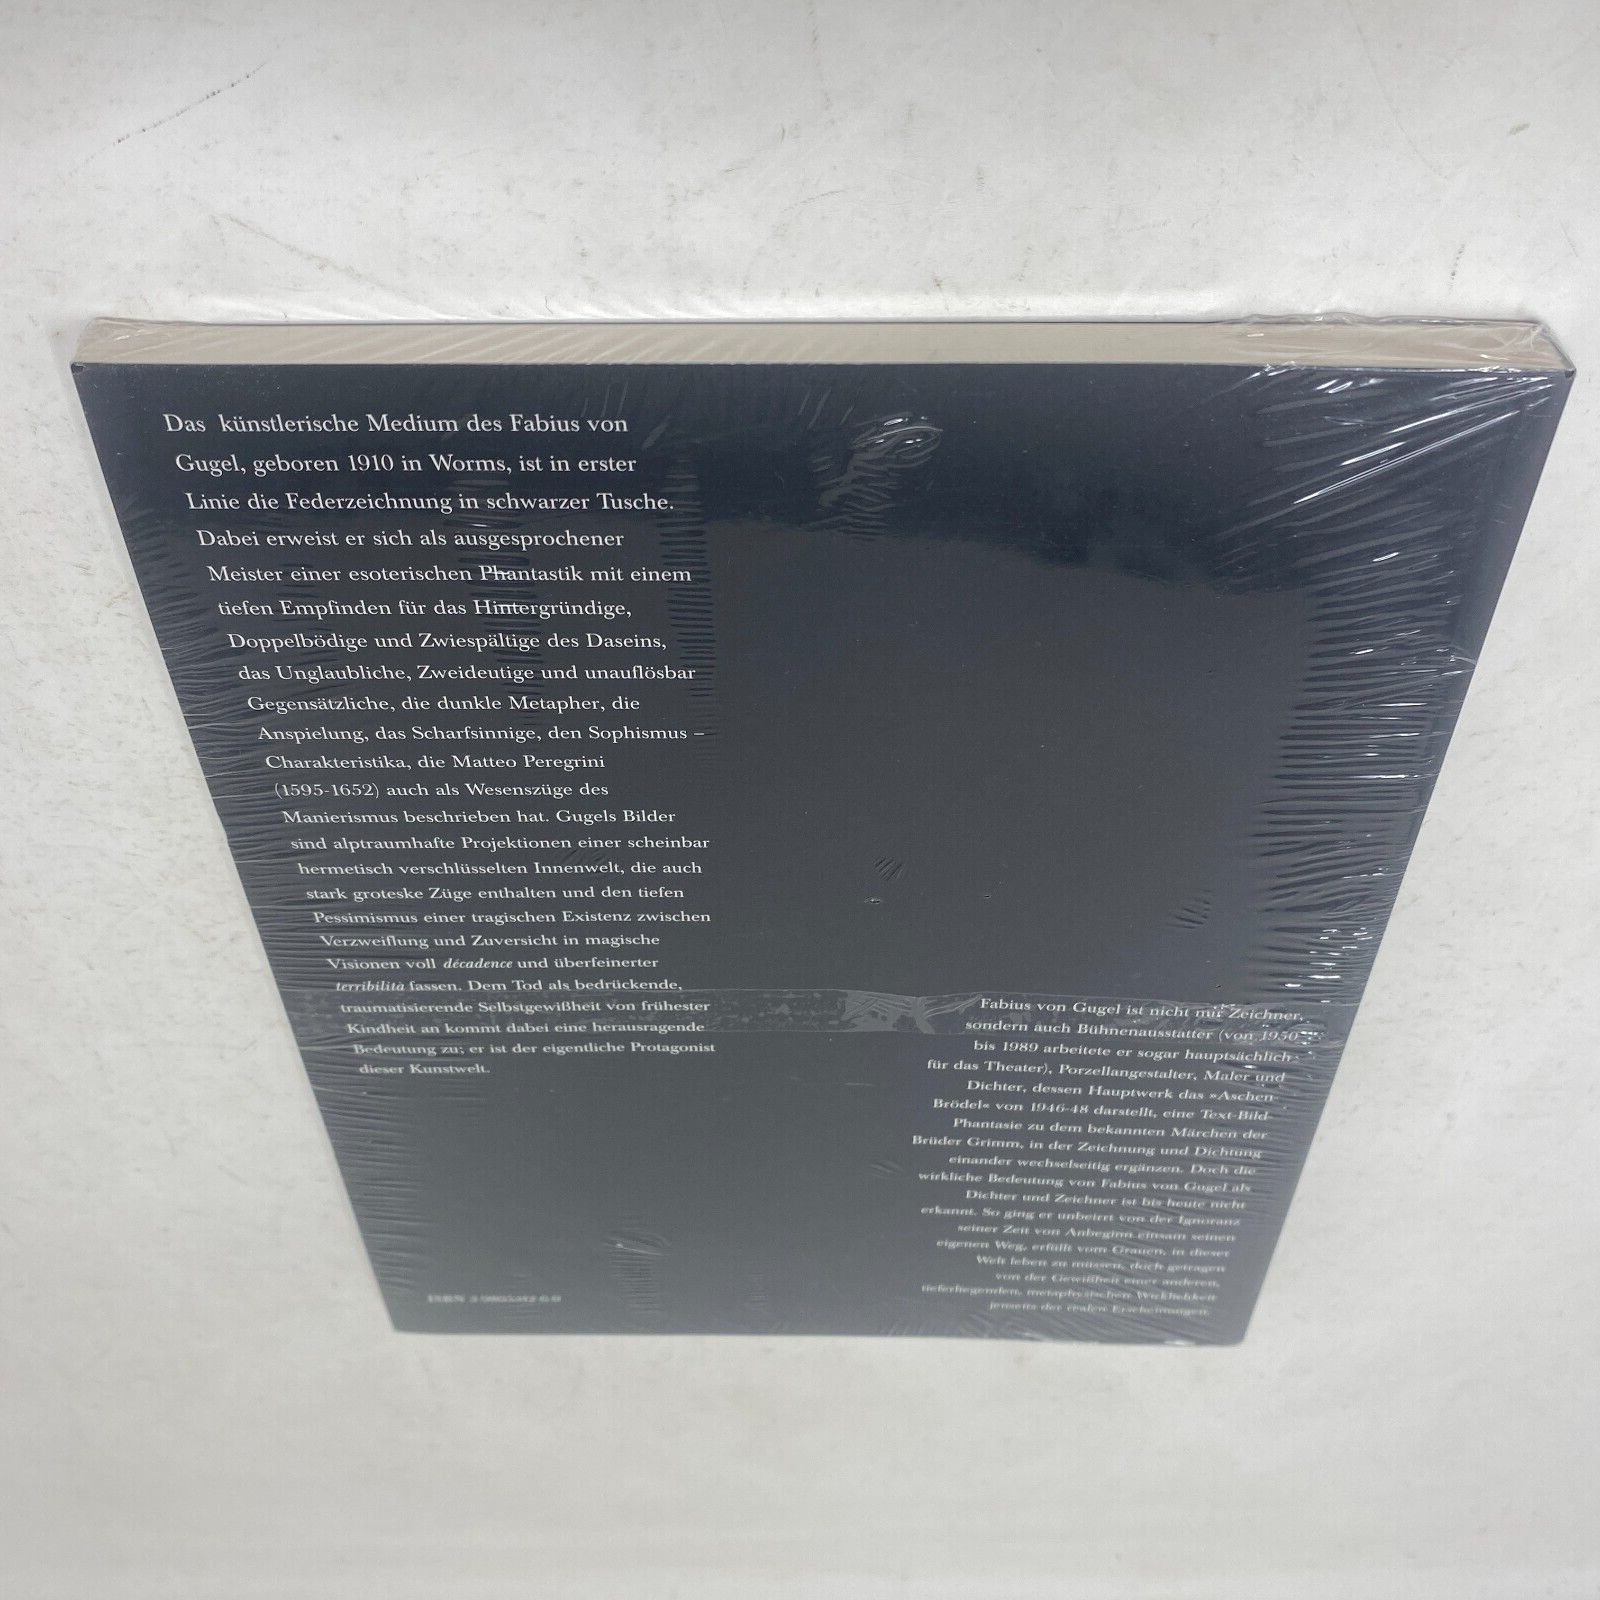 Das künstlerische Medium des Fabius von
Gugel, geboren 1910 in Worms, ist in erster
Linie die Federzeichnung in schwarzer Tusche.
Dabei erweist er sich als ausgesprochener
Meister einer esoterischen Phantastik mit einem
tiefen Empfinden für das Hintergründige,
Doppelbödige und Zwiespältige des Daseins,
das Unglaubliche, Zweideutige und unauflösbar
Gegensätzliche, die dunkle Metapher, die
Anspielung, das Scharfsinnige, den Sophismus –
Charakteristika, die Matteo Peregrini
(1595-1652) auch als Wesenszüge des
Manierismus beschrieben hat. Gugels Bilder
sind alptraumhafte Projektionen einer scheinbar
hermetisch verschlüsselten Innenwelt, die auch
stark groteske Züge enthalten und den tiefen
Pessimismus einer tragischen Existenz zwischen
Verzweiflung und Zuversicht in magische
Visionen voll décadence und überfeinerter
terribilità fassen. Dem Tod als bedrückende,
traumatisierende Selbstgewißheit von frühester
Kindheit an kommt dabei eine herausragende
Bedeutung zu; er ist der eigentliche Protagonist
dieser Kunstwelt.
Fabius von Gugel ist nicht nur Zeichner,
sondern auch Bühnenausstatter (von 1950
bis 1989 arbeitete er sogar hauptsächlich
für das Theater), Porzellangestalter, Maler und
Dichter, dessen Hauptwerk das »Aschen-
Brödel« von 1946-48 darstellt, eine Text-Bild-
Phantasie zu dem bekannten Märchen der
Brüder Grimm, in der Zeichnung und Dichtung
einander wechselseitig ergänzen. Doch die
wirkliche Bedeutung von Fabius von Gugel als
Dichter und Zeichner ist bis heute nicht
erkannt. So ging er unbeirrt von der Ignoranz
seiner Zeit von Anbeginn einsam seinen
eigenen Weg, erfüllt vom Grauen, in dieser
Welt leben zu müssen, doch getragen
von der Gewißheit einer anderen,
tieferliegenden, metaphysischen Wirklichkeit
jenseits der realen Erscheinungen.
ISBN